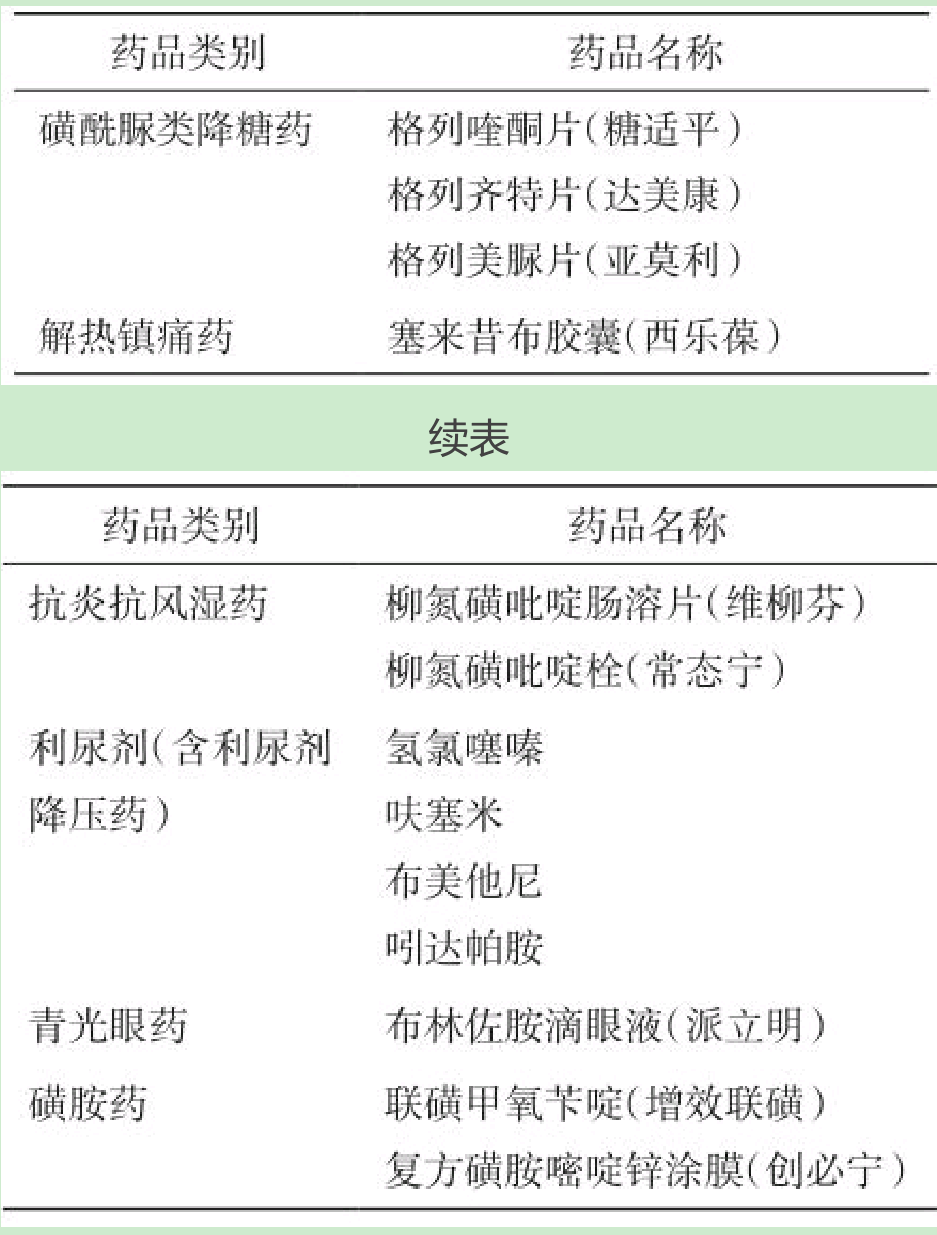 药品类别 药品名称
磺酰脲类降糖药 格列喹酮片(糖适平)
格列齐特片(达美康)
格列美脲片(亚莫利)
解热镇痛药 塞来昔布胶囊(西乐葆)
续表
药品类别 药品名称
抗炎抗风湿药 柳氮磺吡啶肠溶片(维柳芬)
柳氮磺吡啶栓(常态宁)
利尿剂(含利尿剂 氢氯噻嗪
降压药) 呋塞米
布美他尼
吲达帕胺
青光眼药 布林佐胺滴眼液(派立明)
磺胺药 联磺甲氧苄啶(增效联磺)
复方磺胺嘧啶锌涂膜(创必宁)